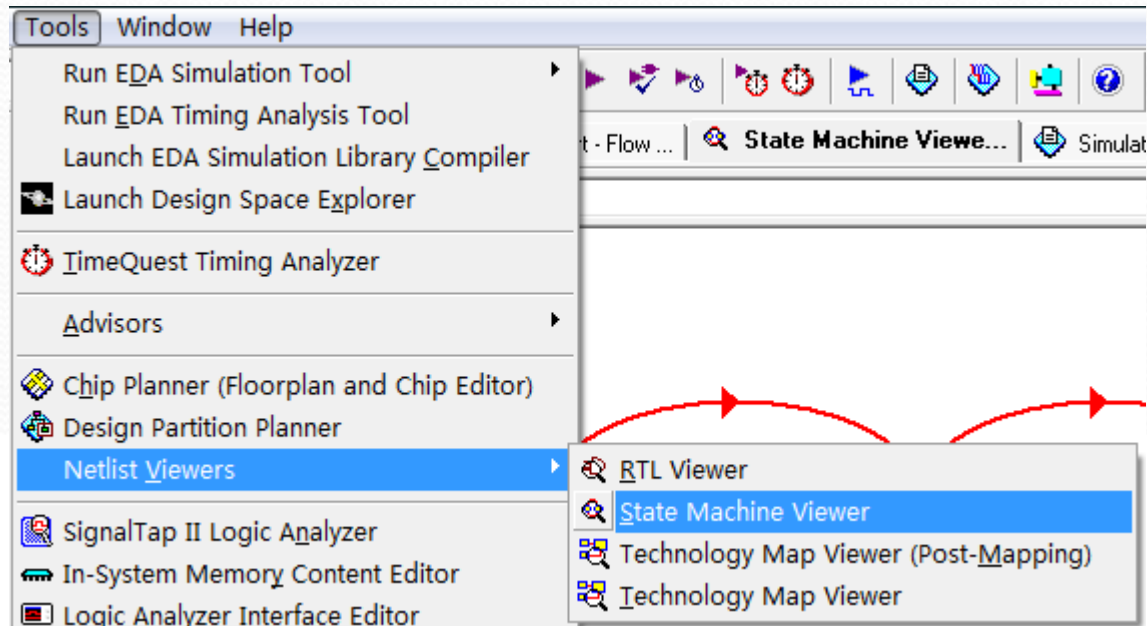 Tools Window Help
Run EDA Simulation Tool
Run EDA Timing Analysis Tool
Launch EDA Simulation Library Compiler
Launch Design Space Explorer
TimeQuest Timing Analyzer
Advisors
Chip Planner (Floorplan and Chip Editor)
Design Partition Planner
Netlist Viewers
SignalTap II Logic Analyzer
In-System Memory Content Editor
Logic Analyzer Interface Editor
t - Flow ... State Machine Viewe... Simulat
RTL Viewer
State Machine Viewer
Technology Map Viewer (Post-Mapping)
Technology Map Viewer